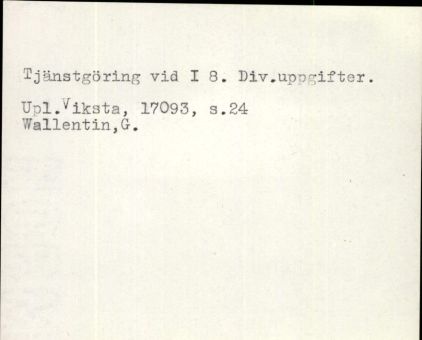 Tjänstgöring vid I 8. Div.uppgifter.
Upl.Viksta, 17093, s.24
Wallentin,G.